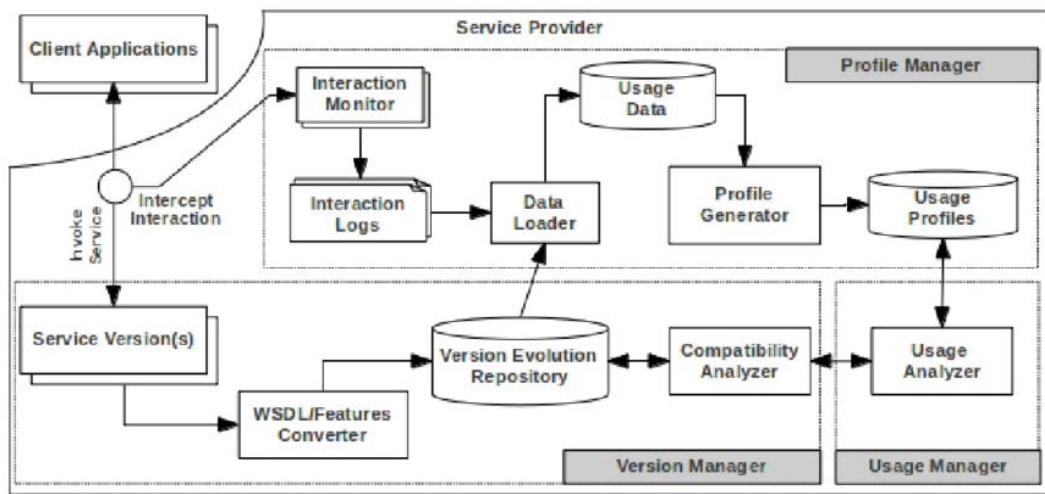 Service Provider
Client Applications
Profile Manager
Interaction
Monitor
Usage
Data
Intercept
Interaction
Interaction
Logs
Data
Loader
Profile
Generator
Usage
Profiles
Invoke
Service
Service Version(s)
Version Evolution
Repository
Compatibility
Analyzer
Usage
Analyzer
WSDL/Features
Converter
Version Manager
Usage Manager